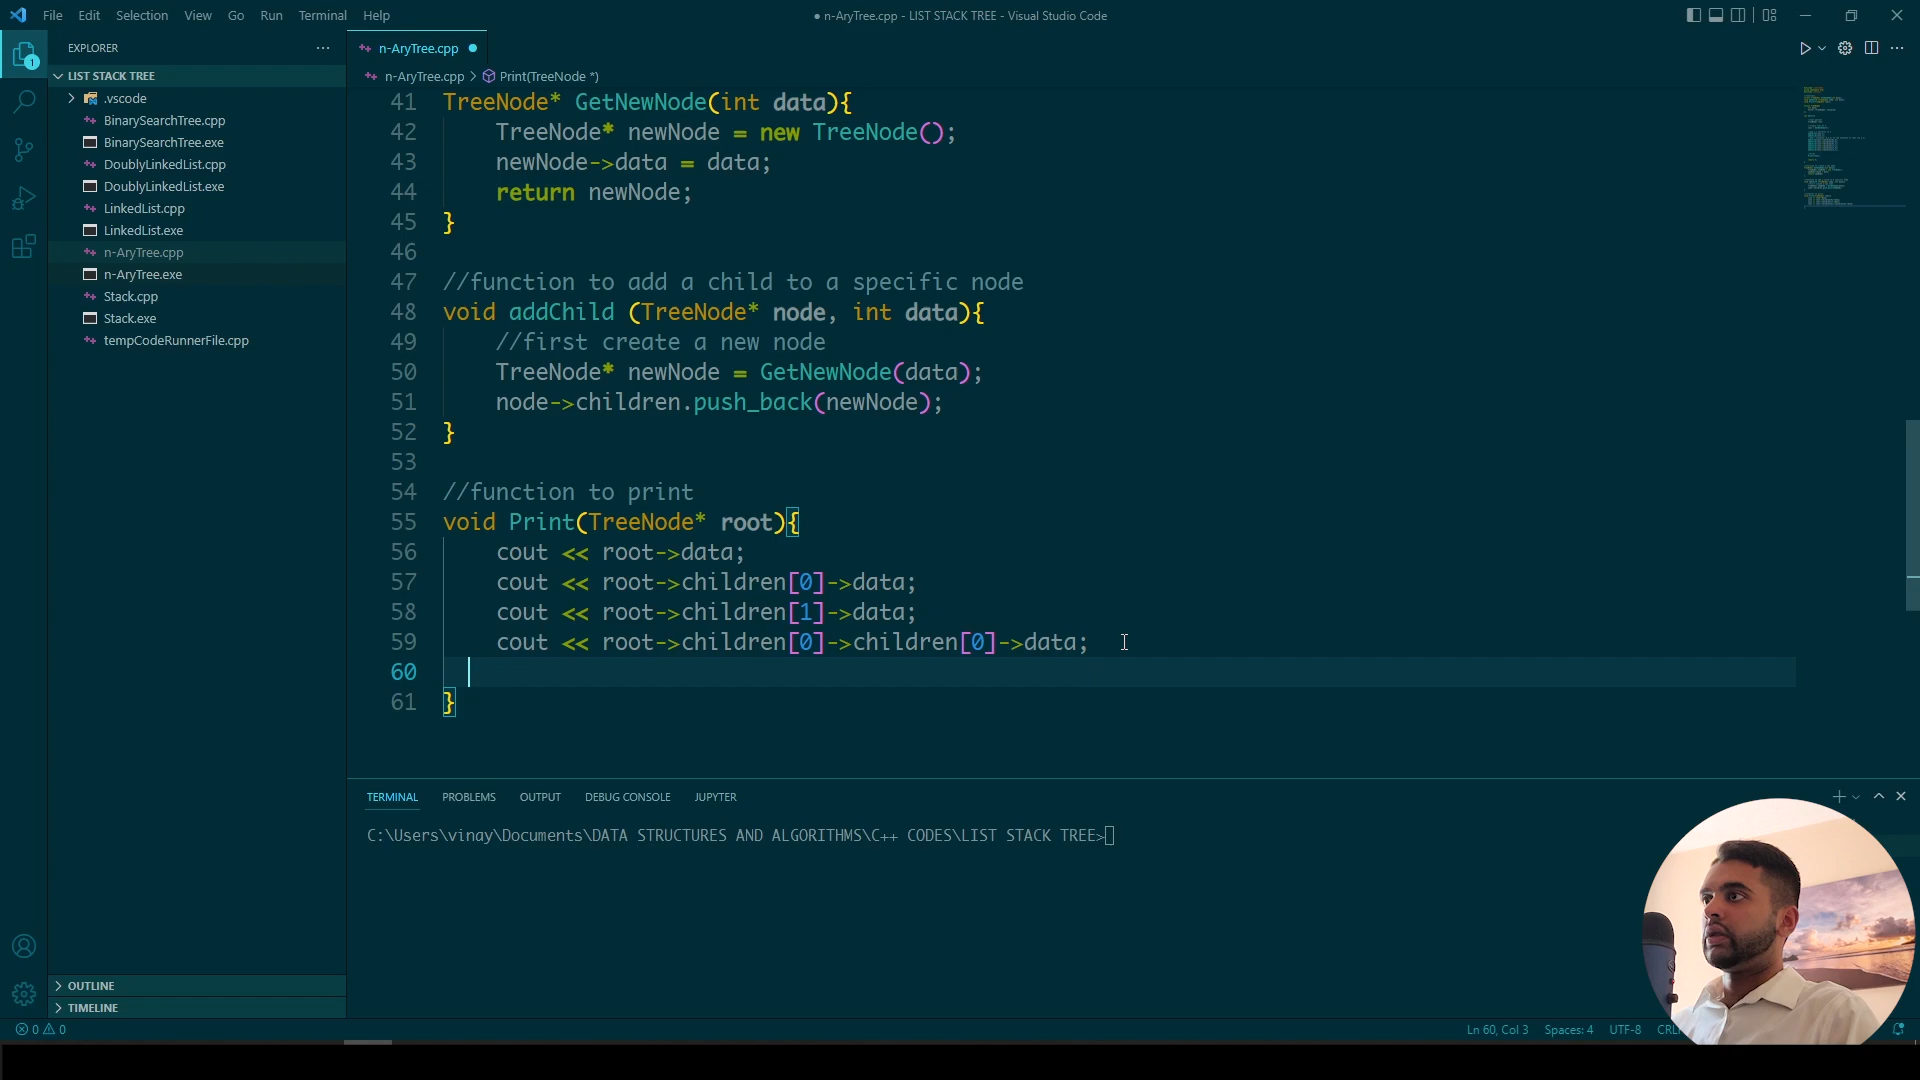 File Edit Selection View Go Run Terminal Help
● n-AryTree.cpp - LIST STACK TREE - Visual Studio Code
EXPLORER
n-AryTree.cpp
LIST STACK TREE
n-AryTree.cpp > Print(TreeNode *)
1
.vscode
BinarySearchTree.cpp
BinarySearchTree.exe
DoublyLinkedList.cpp
DoublyLinkedList.exe
LinkedList.cpp
LinkedList.exe
n-AryTree.cpp
n-AryTree.exe
Stack.cpp
Stack.exe
tempCodeRunnerFile.cpp
41 TreeNode* GetNewNode(int data){
42 TreeNode* newNode = new TreeNode();
43 newNode->data = data;
44 return newNode;
45 }
46
47 //function to add a child to a specific node
48 void addChild (TreeNode* node, int data){
49 //first create a new node
50 TreeNode* newNode = GetNewNode(data);
51 node->children.push_back(newNode);
52 }
53
54 //function to print
55 void Print(TreeNode* root){
56 cout << root->data;
57 cout << root->children[0]->data;
58 cout << root->children[1]->data;
59 cout << root->children[0]->children[0]->data;
60
61 }
TERMINAL PROBLEMS OUTPUT DEBUG CONSOLE JUPYTER
C:\Users\vinay\Documents\DATA STRUCTURES AND ALGORITHMS\C++ CODES\LIST STACK TREE>
OUTLINE
TIMELINE
0 0
Ln 60, Col 3 Spaces: 4 UTF-8